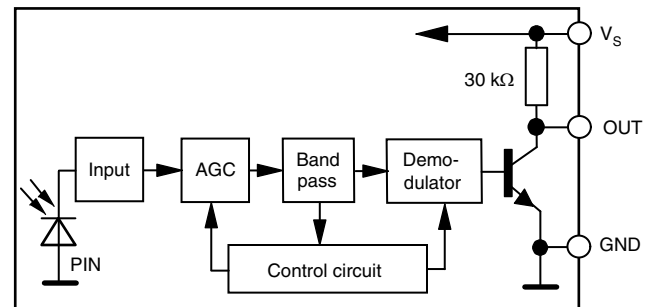 V_S
30 kΩ
OUT
Input
AGC
Band
pass
Demo-
dulator
GND
PIN
Control circuit